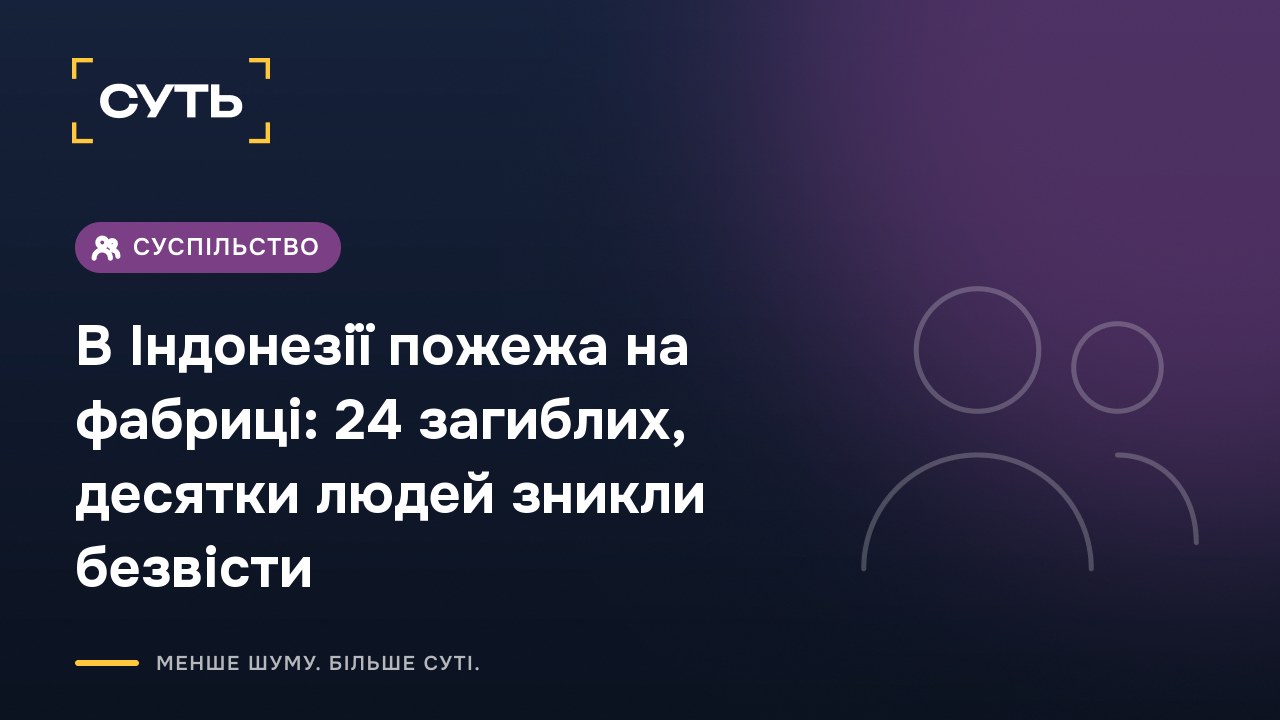 СУТЬ
СУСПІЛЬСТВО
В Індонезії пожежа на
фабриці: 24 загиблих,
десятки людей зникли
безвісти
МЕНШЕ ШУМУ. БІЛЬШЕ СУТІ.